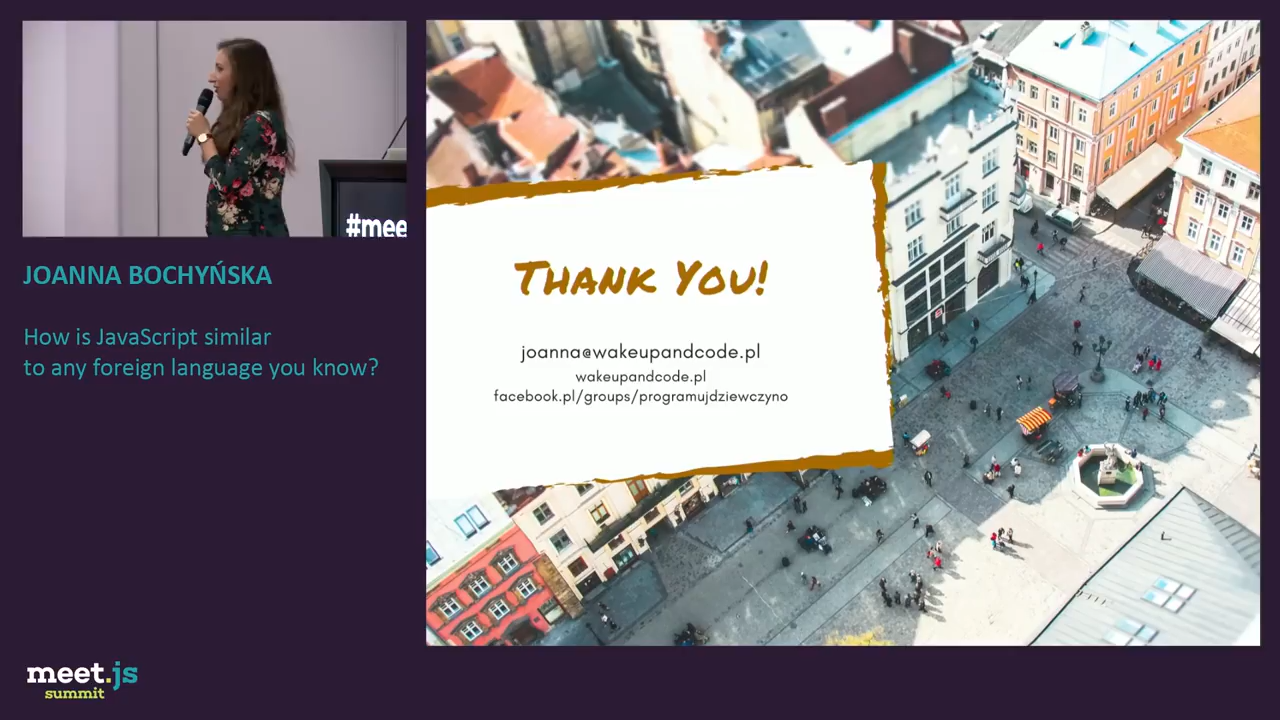 #mee
JOANNA BOCHYŃSKA
How is JavaScript similar
to any foreign language you know?
meet.js
summit
Thank You!
joanna@wakeupandcode.pl
wakeupandcode.pl
facebook.pl/groups/programujdziewczyno